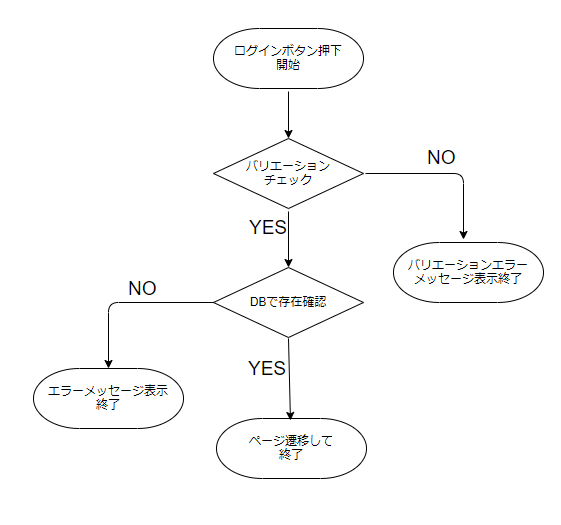 ログインボタン押下
開始
バリエーション
チェック
NO
YES
バリエーションエラー
メッセージ表示終了
DBで存在確認
NO
YES
エラーメッセージ表示
終了
ページ遷移して
終了